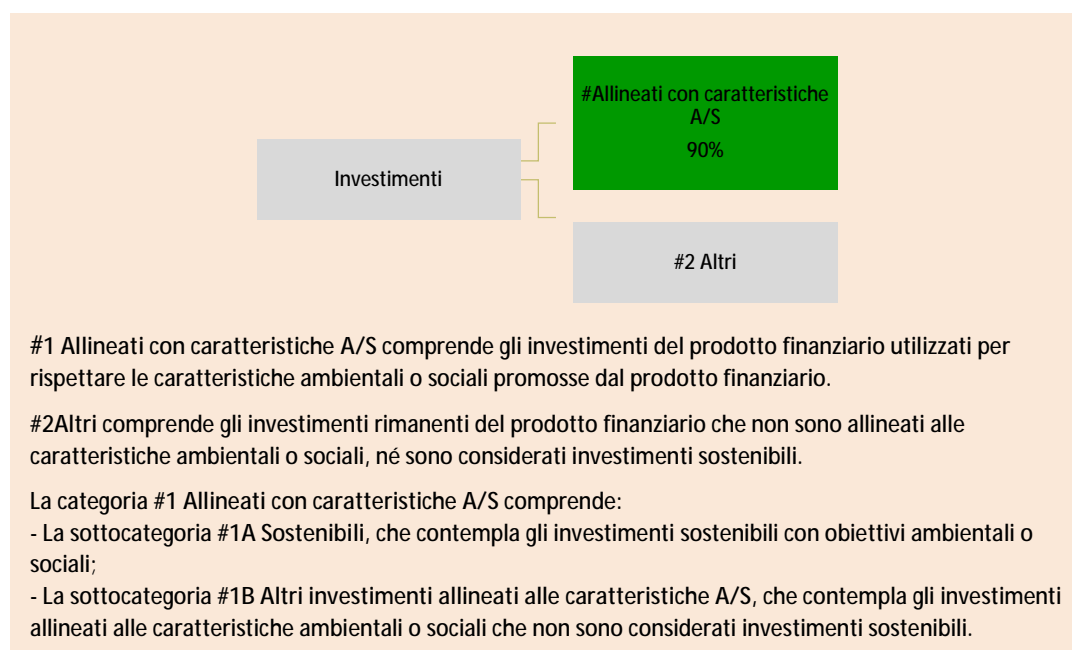 #Allineati con caratteristiche
A/S
90%
Investimenti
#2 Altri
#1 Allineati con caratteristiche A/S comprende gli investimenti del prodotto finanziario utilizzati per
rispettare le caratteristiche ambientali o sociali promosse dal prodotto finanziario.
#2Altri comprende gli investimenti rimanenti del prodotto finanziario che non sono allineati alle
caratteristiche ambientali o sociali, né sono considerati investimenti sostenibili.
La categoria #1 Allineati con caratteristiche A/S comprende:
- La sottocategoria #1A Sostenibili, che contempla gli investimenti sostenibili con obiettivi ambientali o
sociali;
- La sottocategoria #1B Altri investimenti allineati alle caratteristiche A/S, che contempla gli investimenti
allineati alle caratteristiche ambientali o sociali che non sono considerati investimenti sostenibili.